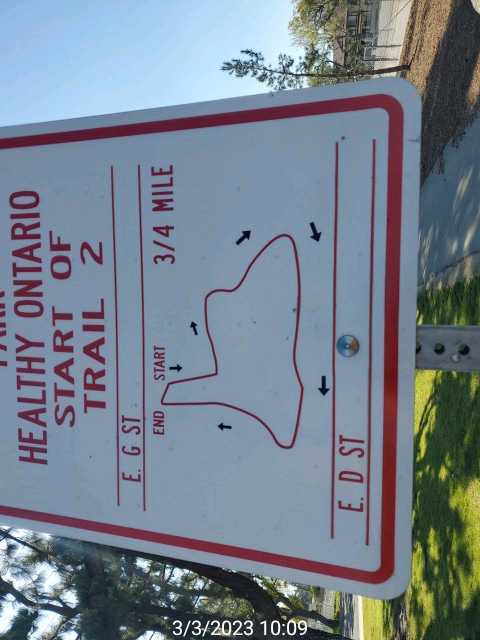 HEALTHY ONTARIO
START OF
TRAIL 2
E. G ST
3/4 MILE
END START
E. D ST
3/3/2023 10:09